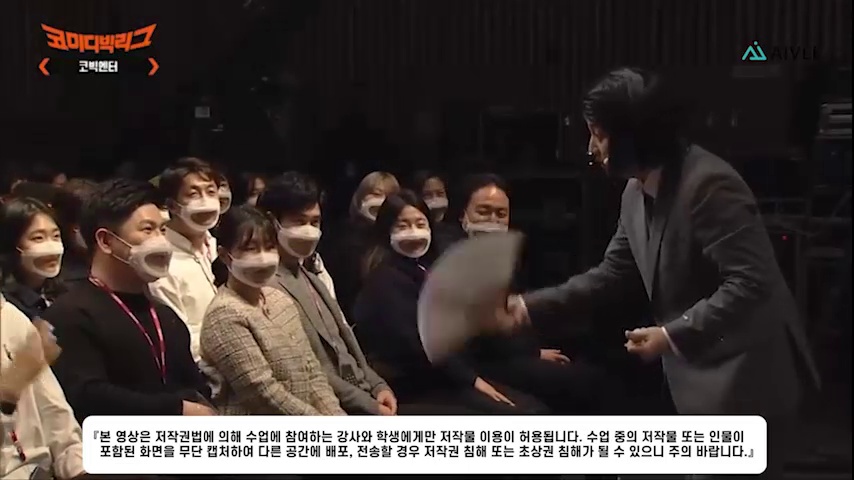 코미디빅리그
코빅엔터
AIVLE
『본 영상은 저작권법에 의해 수업에 참여하는 강사와 학생에게만 저작물 이용이 허용됩니다. 수업 중의 저작물 또는 인물이
포함된 화면을 무단 캡처하여 다른 공간에 배포, 전송할 경우 저작권 침해 또는 초상권 침해가 될 수 있으니 주의 바랍니다.』